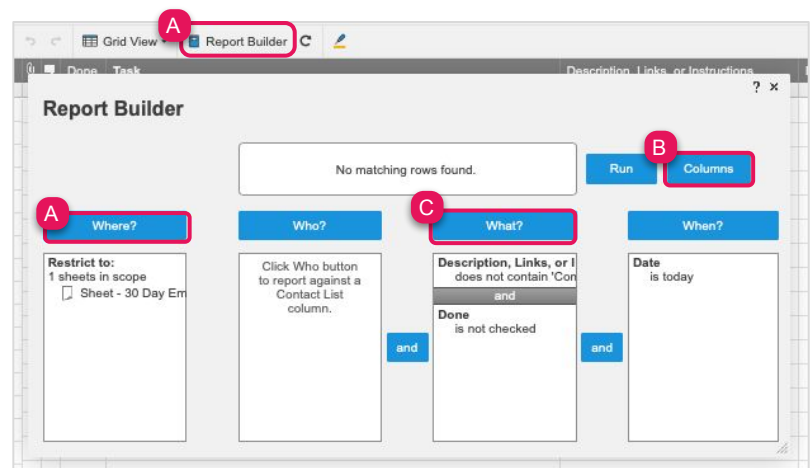 A
Grid View
Report Builder
Done Task Description, Links, or Instructions
? ×
Report Builder
No matching rows found.
Run
B
Columns
A
Where?
Who?
C
What?
When?
Restrict to:
1 sheets in scope
Sheet - 30 Day Em
Click Who button
to report against a
Contact List
column.
and
Description, Links, or I
does not contain 'Con
and
Done
is not checked
and
Date
is today